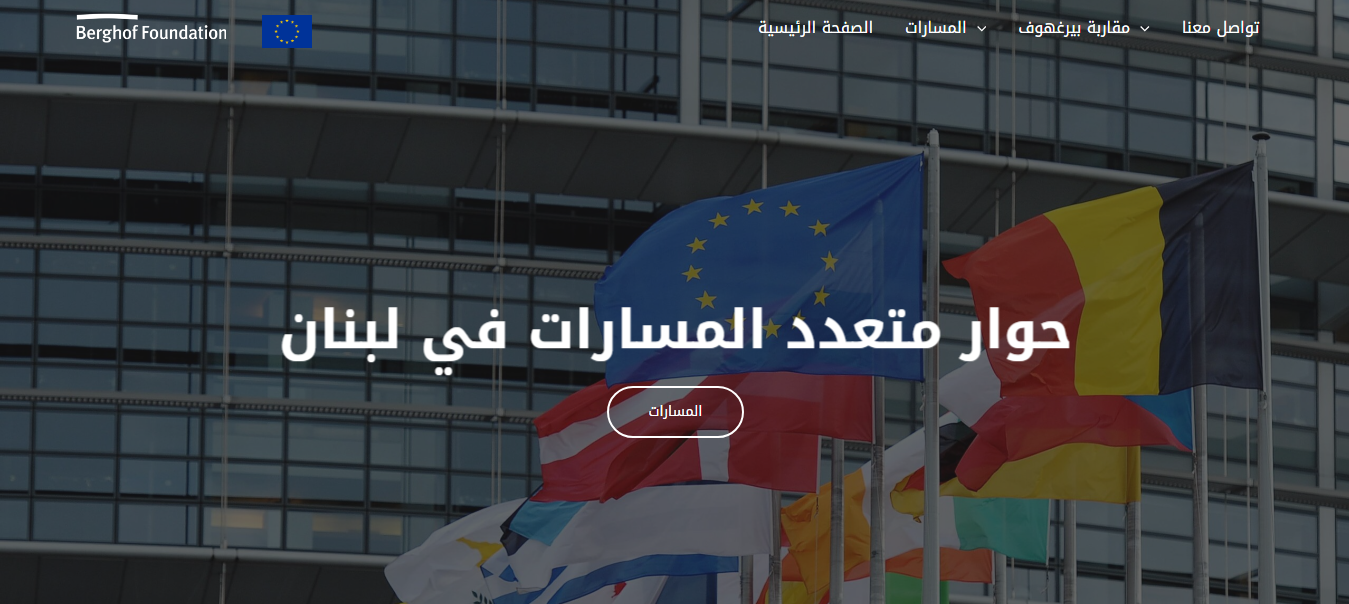 Berghof Foundation
الصفحة الرئيسية
المسارات
مقاربة بيرغهوف
تواصل معنا
حوار متعدد المسارات في لبنان
المسارات